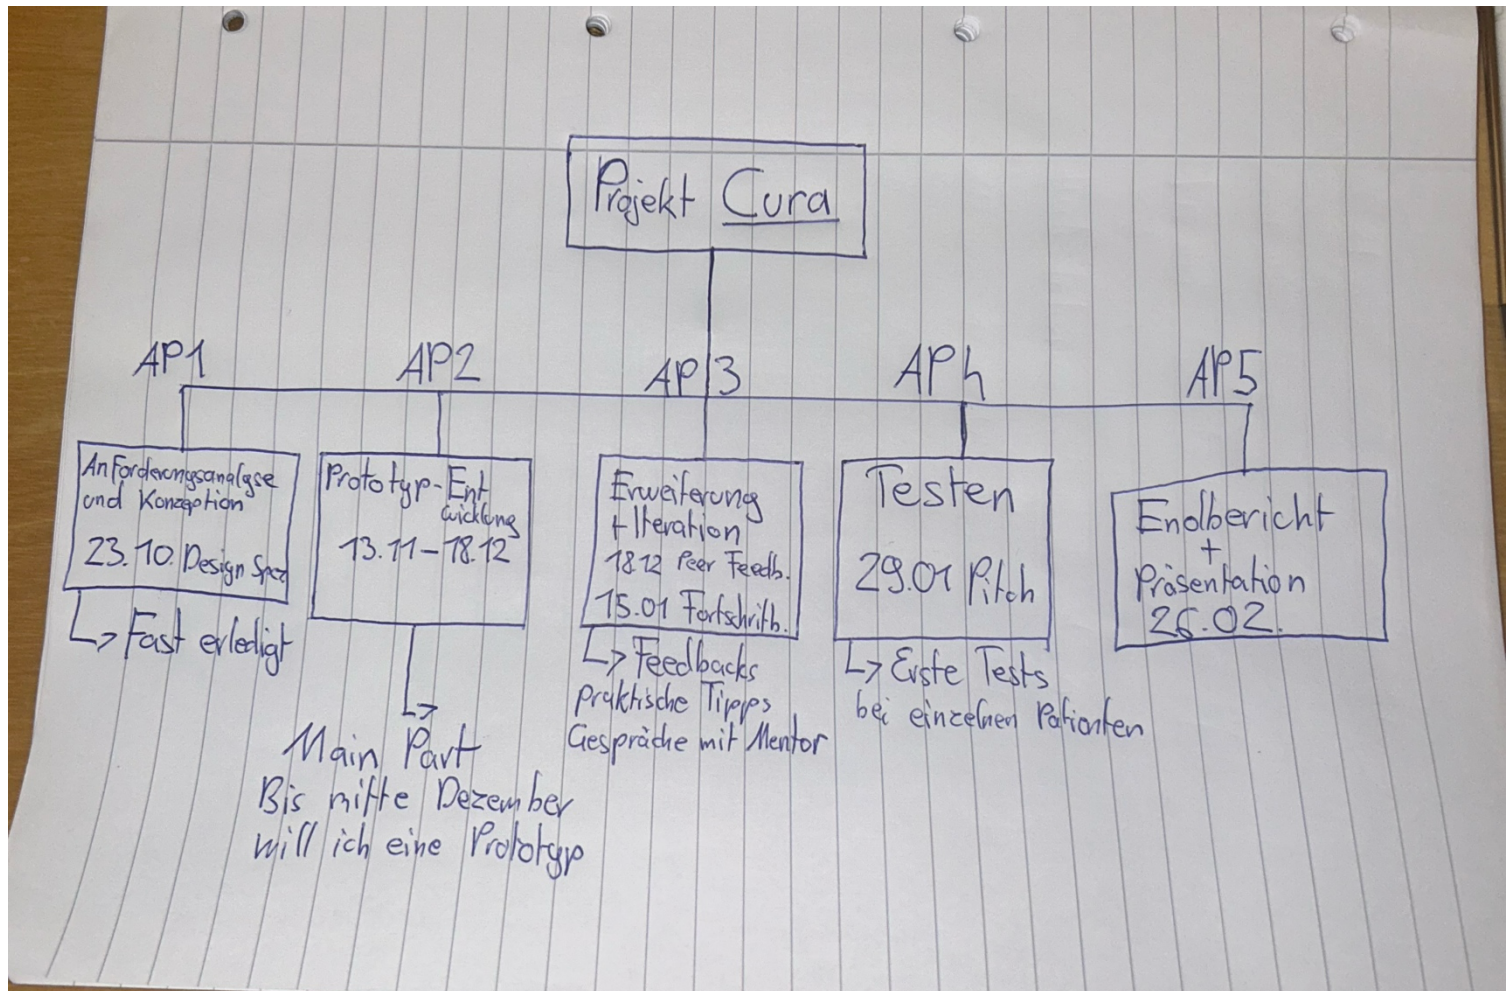 Projekt Cura
AP1
AP2
AP3
AP4
AP5
Anforderungsanalyse
und Konzeption
23.10. Design Spez
Fast erledigt
Prototyp-Ent
wicklung
13.11-18.12
Main Part
Bis mitte Dezember
will ich eine Prototyp
Erweiterung
+Iteration
18.12 Peer Feedb.
15.01 Fortschritb.
Feedbacks
praktische Tipps
Gespräche mit Mentor
Testen
29.01 Pitch
Erste Tests
bei einzelnen Patienten
Endbericht
+
Präsentation
26.02.